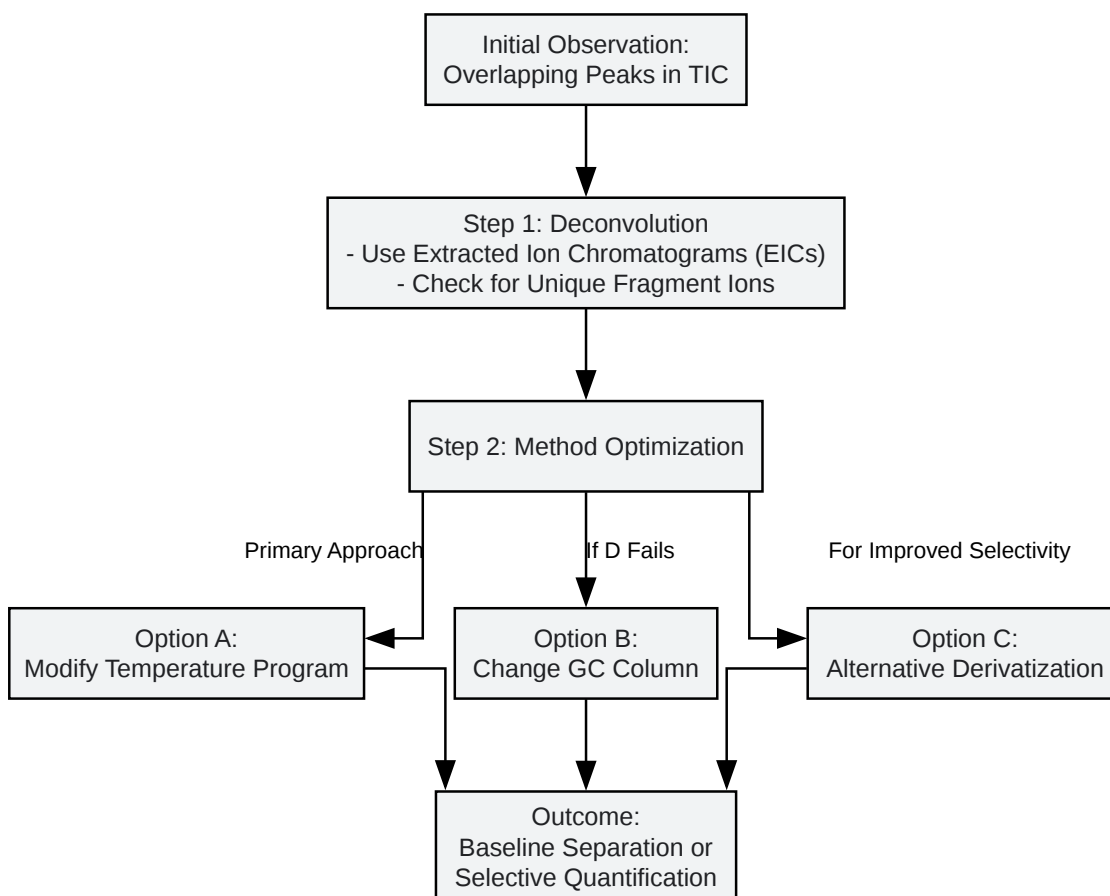 Initial Observation:
Overlapping Peaks in TIC
Step 1: Deconvolution
- Use Extracted Ion Chromatograms (EICs)
- Check for Unique Fragment Ions
Step 2: Method Optimization
Primary Approach
If D Fails
For Improved Selectivity
Option A:
Modify Temperature Program
Option B:
Change GC Column
Option C:
Alternative Derivatization
Outcome:
Baseline Separation or
Selective Quantification